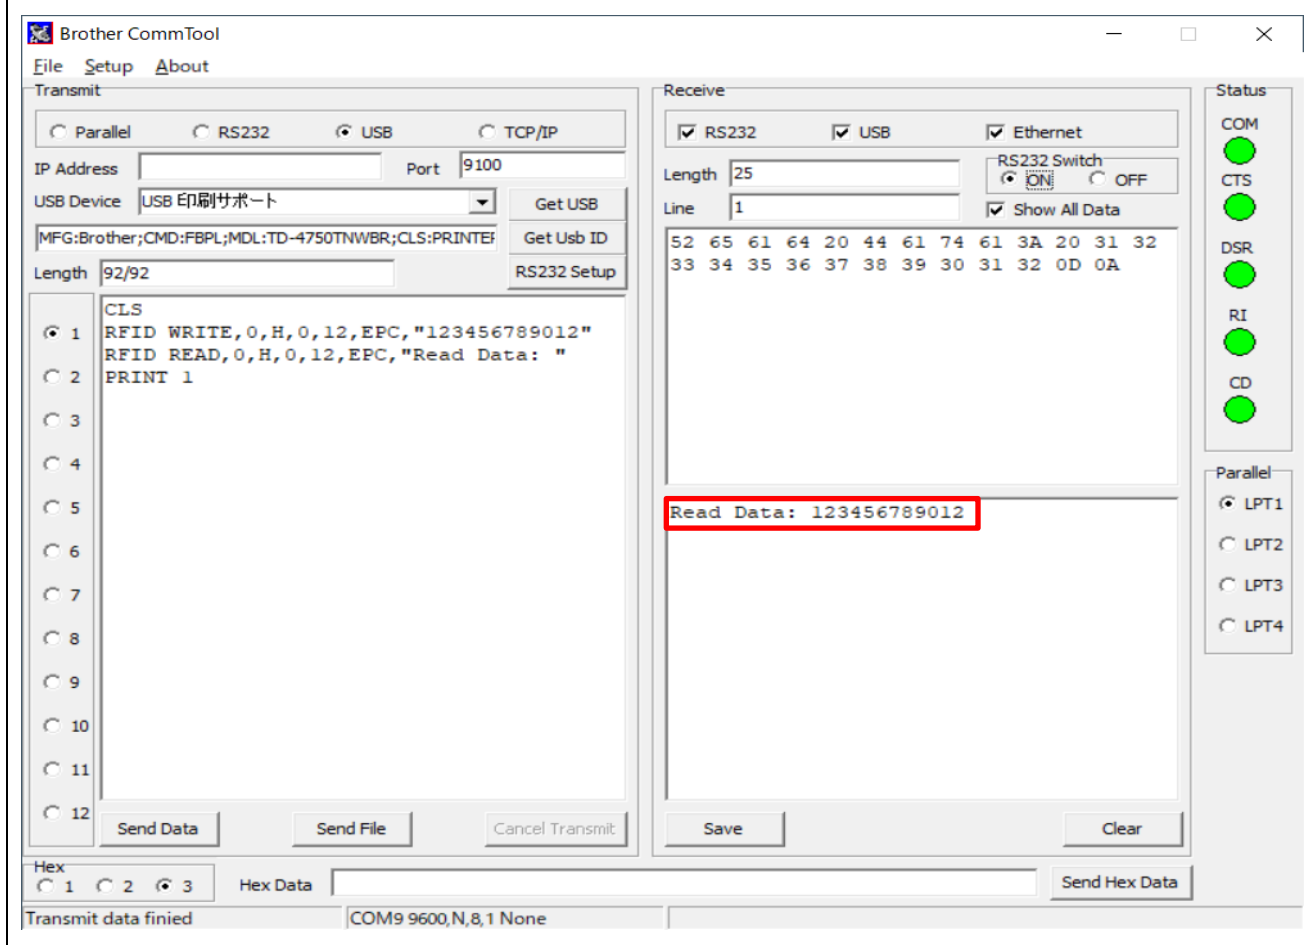 Brother CommTool
File Setup About
Transmit
Parallel RS232 USB TCP/IP
IP Address Port 9100
USB Device USB 印刷サポート Get USB
MFG:Brother;CMD:FBPL;MDL:TD-4750TNWBR;CLS:PRINTER Get Usb ID
Length 92/92 RS232 Setup
1
2
3
4
5
6
7
8
9
10
11
12
CLS
RFID WRITE,0,H,0,12,EPC,"123456789012"
RFID READ,0,H,0,12,EPC,"Read Data: "
PRINT 1
Send Data Send File Cancel Transmit
Receive
RS232 USB Ethernet
Length 25
RS232 Switch
ON OFF
Line 1
Show All Data
52 65 61 64 20 44 61 74 61 3A 20 31 32
33 34 35 36 37 38 39 30 31 32 0D 0A
Read Data: 123456789012
Save Clear
Status
COM
CTS
DSR
RI
CD
Parallel
LPT1
LPT2
LPT3
LPT4
Hex
1 2 3 Hex Data Send Hex Data
Transmit data finied COM9 9600,N,8,1 None